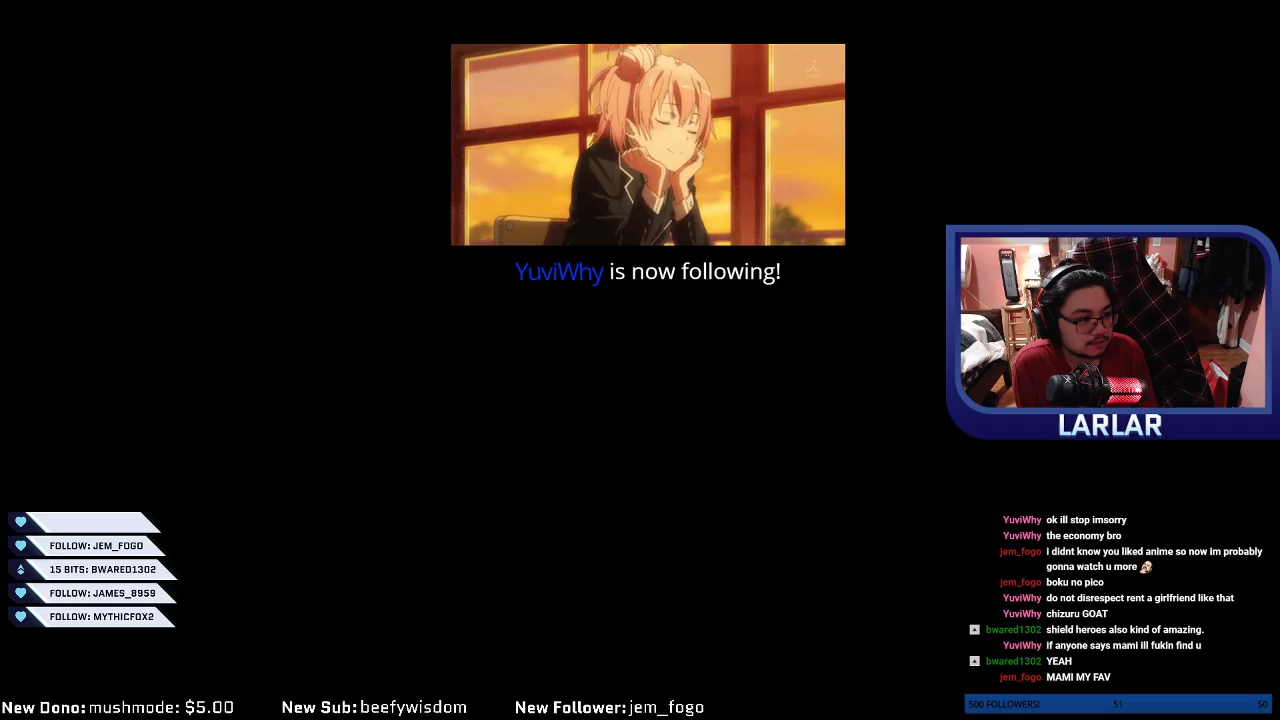 YuviWhy is now following!
LARLAR
FOLLOW: JEM_FOGO
15 BITS: BWARED1302
FOLLOW: JAMES_8959
FOLLOW: MYTHICFOX2
YuviWhy ok ill stop imsorry
YuviWhy the economy bro
jem_fogo i didnt know you liked anime so now im probably
gonna watch u more
jem_fogo boku no pico
YuviWhy do not disrespect rent a girlfriend like that
YuviWhy chizuru GOAT
bwared1302 shield heroes also kind of amazing.
YuviWhy if anyone says mami ill fukin find u
bwared1302 YEAH
jem_fogo MAMI MY FAV
New Dono: mushmode: $5.00 New Sub: beefywisdom New Follower: jem_fogo
500 FOLLOWERS! 51 50